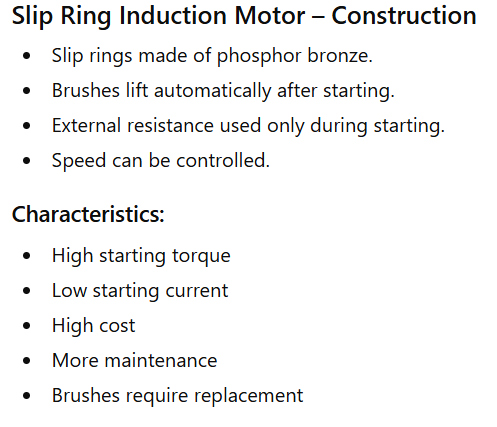 Slip Ring Induction Motor – Construction
• Slip rings made of phosphor bronze.
• Brushes lift automatically after starting.
• External resistance used only during starting.
• Speed can be controlled.
Characteristics:
• High starting torque
• Low starting current
• High cost
• More maintenance
• Brushes require replacement